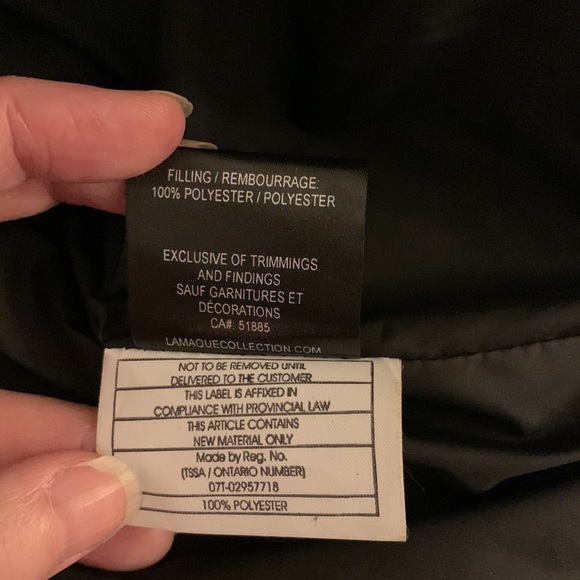 FILLING / REMBOURRAGE:
100% POLYESTER / POLYESTER
EXCLUSIVE OF TRIMMINGS
AND FINDINGS
SAUF GARNITURES ET
DÉCORATIONS
CA#: 51885
LAMAQUECOLLECTION.COM
NOT TO BE REMOVED UNTIL
DELIVERED TO THE CUSTOMER
THIS LABEL IS AFFIXED IN
COMPLIANCE WITH PROVINCIAL LAW
THIS ARTICLE CONTAINS
NEW MATERIAL ONLY
Made by Reg. No.
(TSSA / ONTARIO NUMBER)
07T-02957718
100% POLYESTER